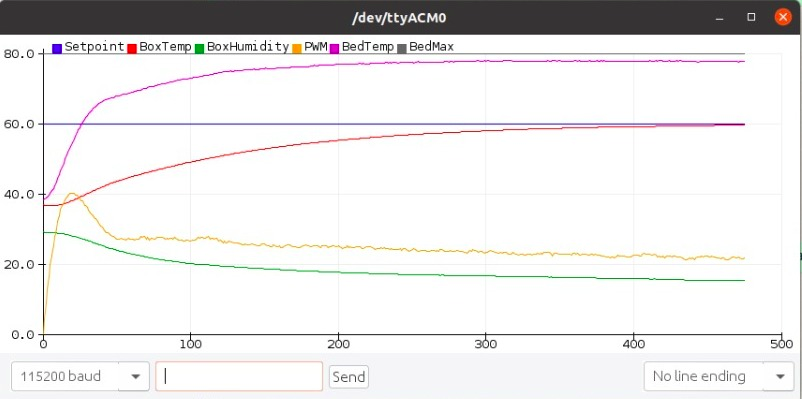 /dev/ttyACM0
Setpoint BoxTemp BoxHumidity PWM BedTemp BedMax
80.0
60.0
40.0
20.0
0.0
0 100 200 300 400 500
115200 baud Send No line ending